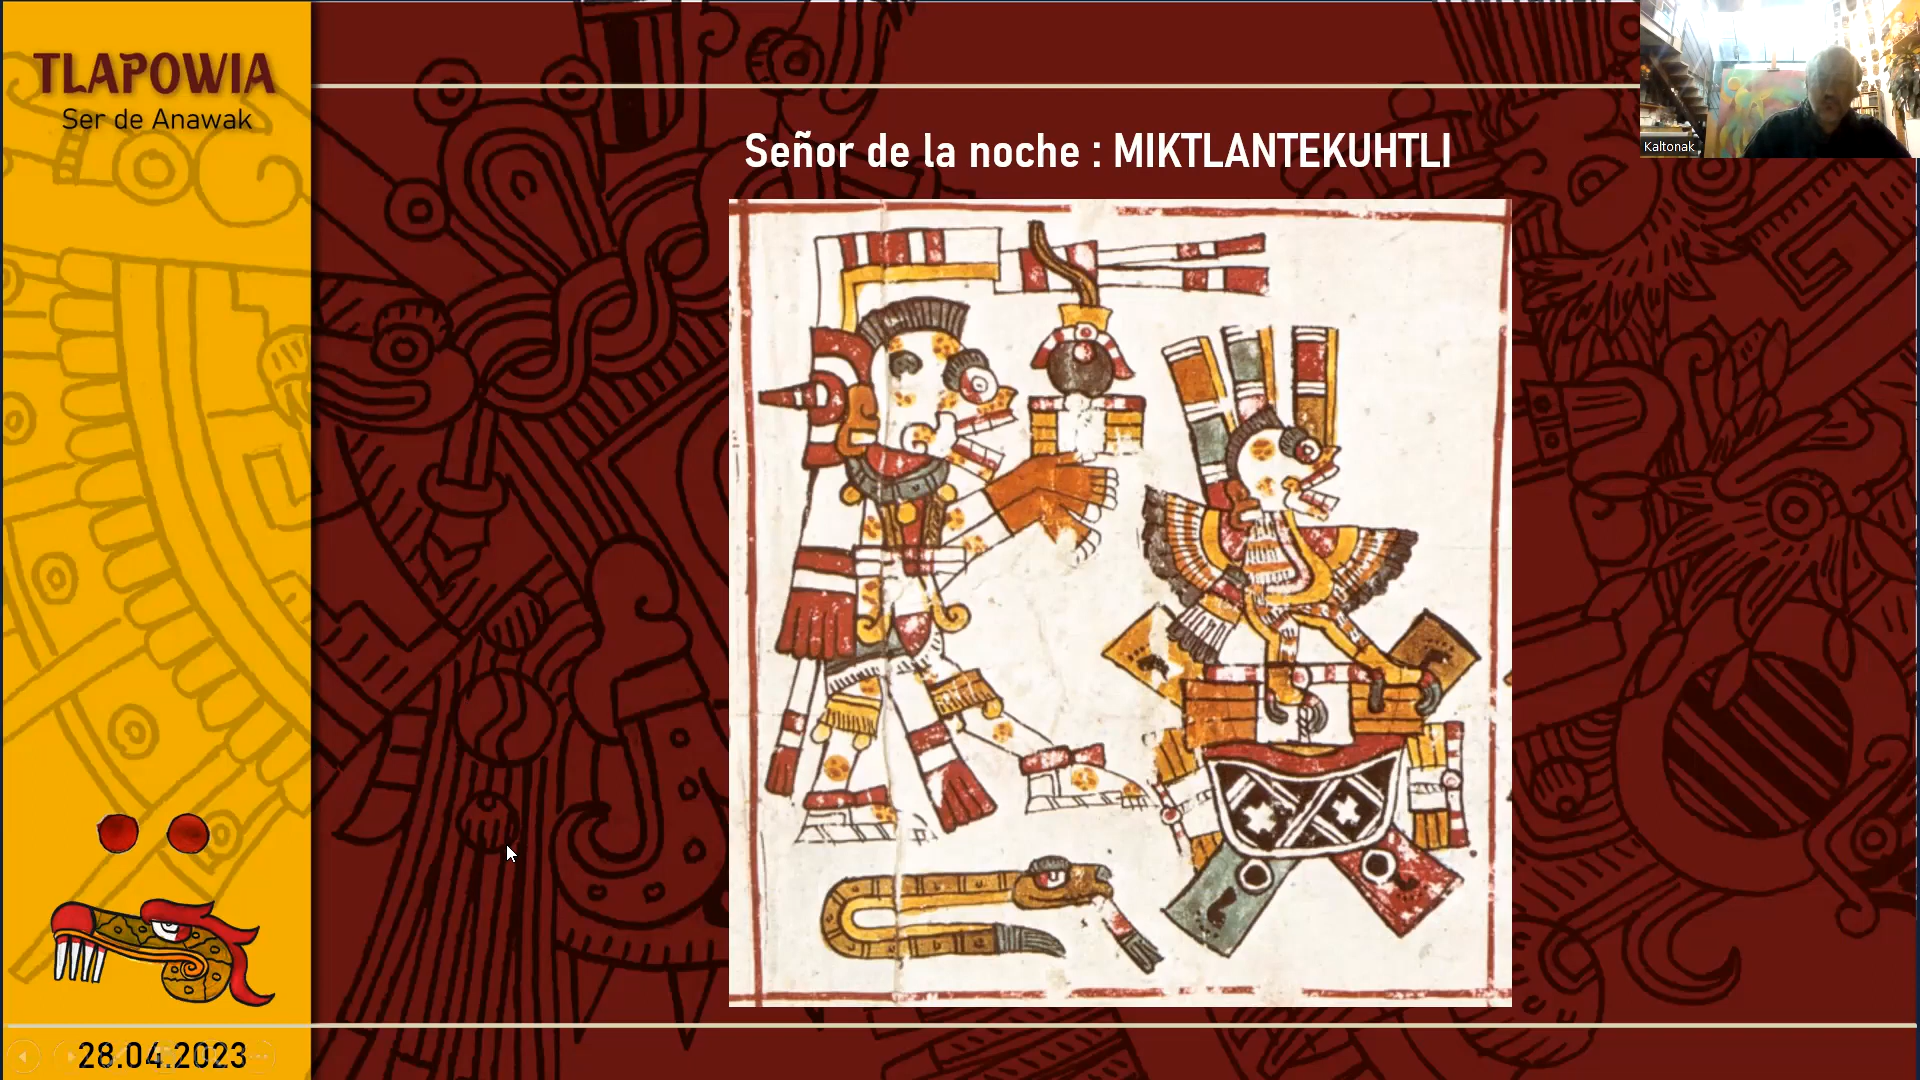 TLAPOWIA
Ser de Anawak
Señor de la noche : MIKTLANTEKUHTLI
Kaltonak
28.04.2023